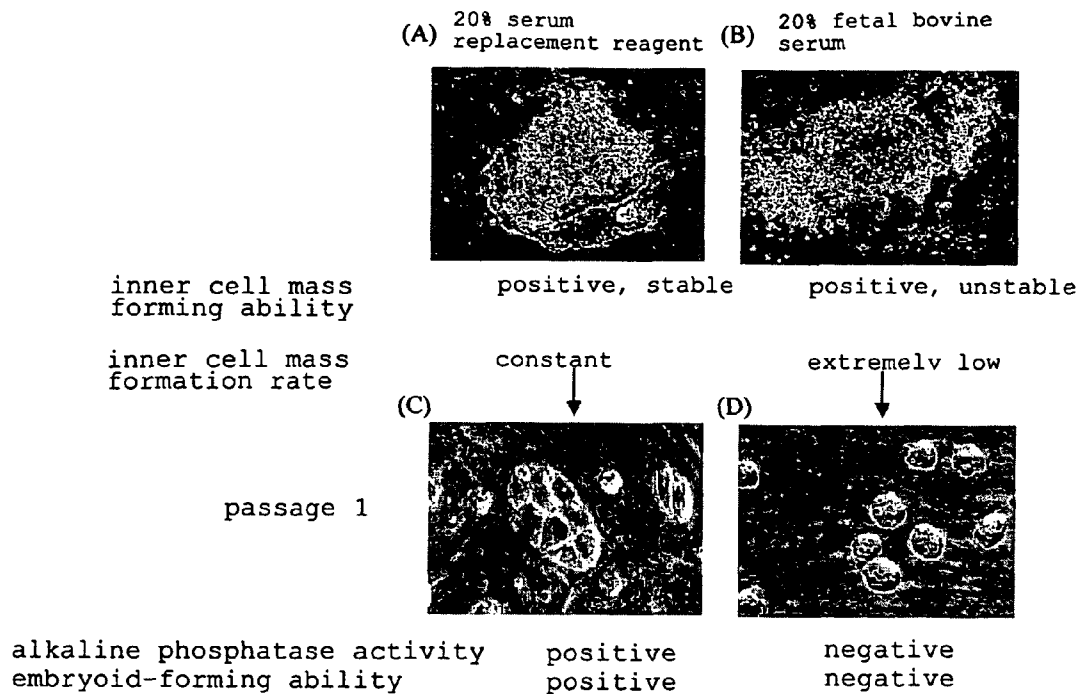 (A) 20% serum
replacement reagent
(B) 20% fetal bovine
serum
inner cell mass
forming ability
positive, stable
positive, unstable
inner cell mass
formation rate
constant
extremely low
(C)
(D)
passage 1
alkaline phosphatase activity positive negative
embryoid-forming ability positive negative